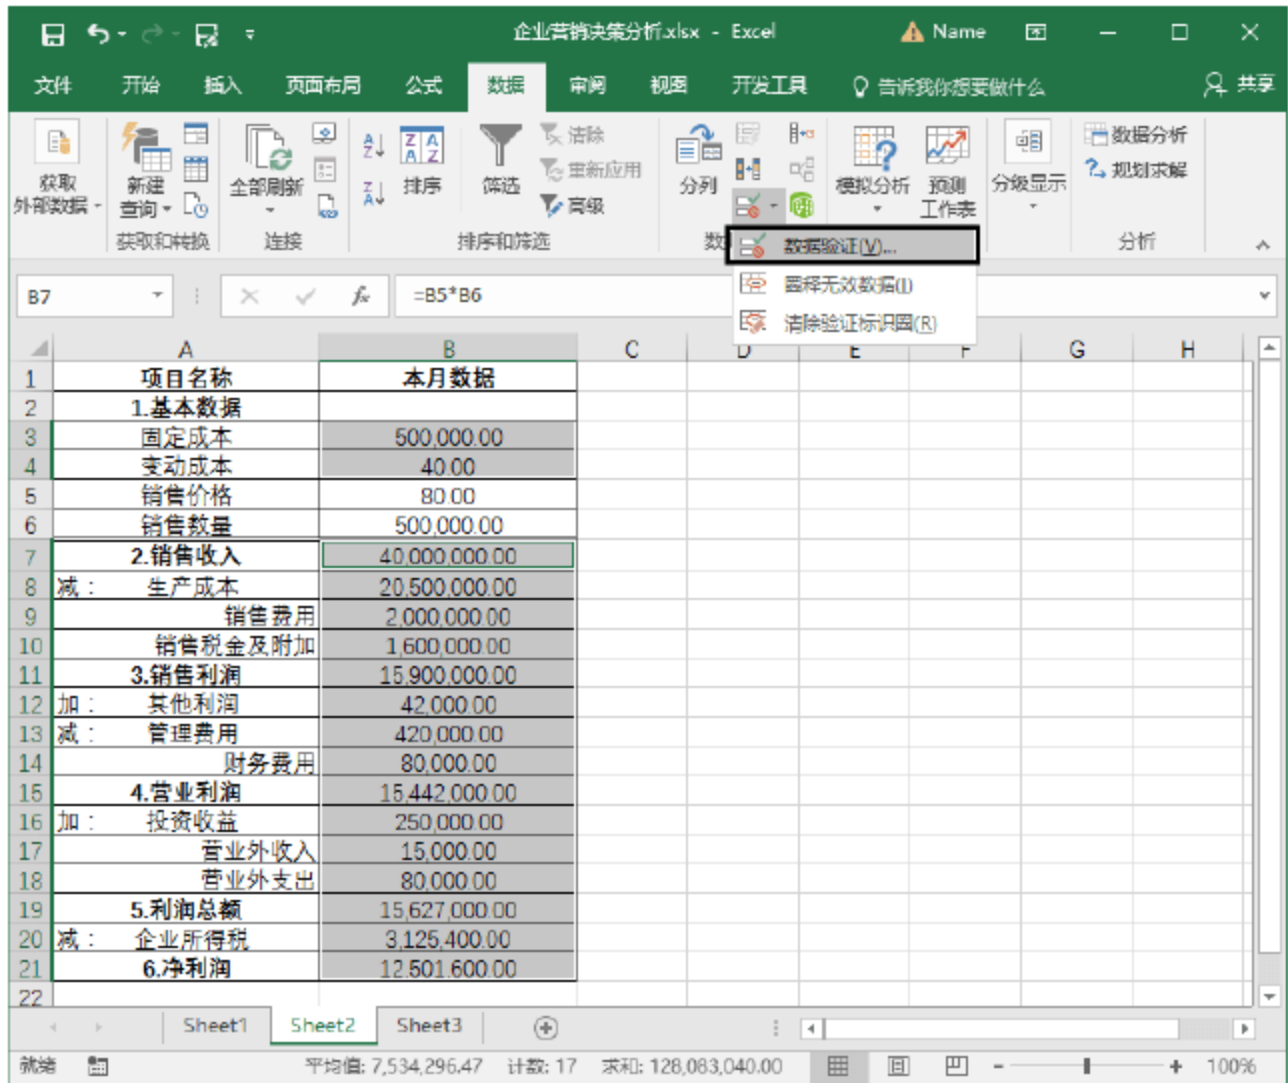 企业营销决策分析.xlsx - Excel Name
文件 开始 插入 页面布局 公式 数据 审阅 视图 开发工具 告诉我你想要做什么 共享
获取
外部数据
新建
查询
全部刷新
排序
筛选
清除
重新应用
高级
分列
模拟分析
预测
工作表
分级显示
数据分析
规划求解
获取和转换 连接 排序和筛选 数 分析
数据验证(V)...
圈释无效数据(I)
清除验证标识圈(R)
B7 fx =B5*B6
A B C D E F G H
1 项目名称 本月数据
2 1.基本数据
3 固定成本 500,000.00
4 变动成本 40.00
5 销售价格 80.00
6 销售数量 500,000.00
7 2.销售收入 40,000,000.00
8 减： 生产成本 20,500,000.00
9 销售费用 2,000,000.00
10 销售税金及附加 1,600,000.00
11 3.销售利润 15,900,000.00
12 加： 其他利润 42,000.00
13 减： 管理费用 420,000.00
14 财务费用 80,000.00
15 4.营业利润 15,442,000.00
16 加： 投资收益 250,000.00
17 营业外收入 15,000.00
18 营业外支出 80,000.00
19 5.利润总额 15,627,000.00
20 减： 企业所得税 3,125,400.00
21 6.净利润 12,501,600.00
22
Sheet1 Sheet2 Sheet3
就绪 平均值: 7,534,296.47 计数: 17 求和: 128,083,040.00 100%